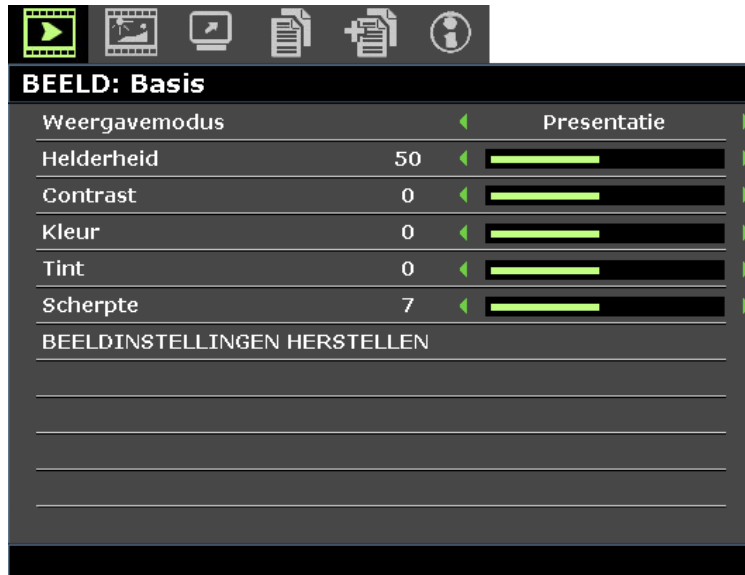 BEELD: Basis
Weergavemodus Presentatie
Helderheid 50
Contrast 0
Kleur 0
Tint 0
Scherpte 7
BEELDINSTELLINGEN HERSTELLEN